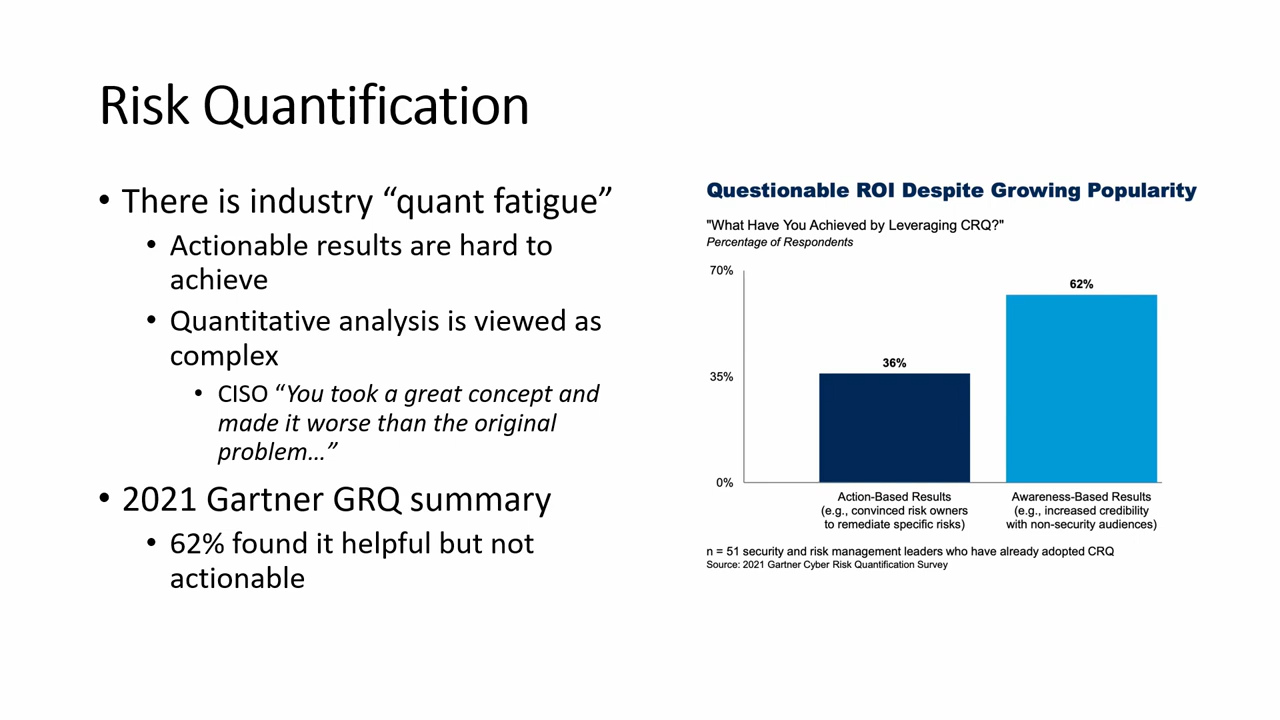 Risk Quantification
• There is industry “quant fatigue”
• Actionable results are hard to
achieve
• Quantitative analysis is viewed as
complex
• CISO “You took a great concept and
made it worse than the original
problem…”
• 2021 Gartner GRQ summary
• 62% found it helpful but not
actionable
Questionable ROI Despite Growing Popularity
"What Have You Achieved by Leveraging CRQ?"
Percentage of Respondents
70%
35%
0%
36%
62%
Action-Based Results
(e.g., convinced risk owners
to remediate specific risks)
Awareness-Based Results
(e.g., increased credibility
with non-security audiences)
n = 51 security and risk management leaders who have already adopted CRQ
Source: 2021 Gartner Cyber Risk Quantification Survey